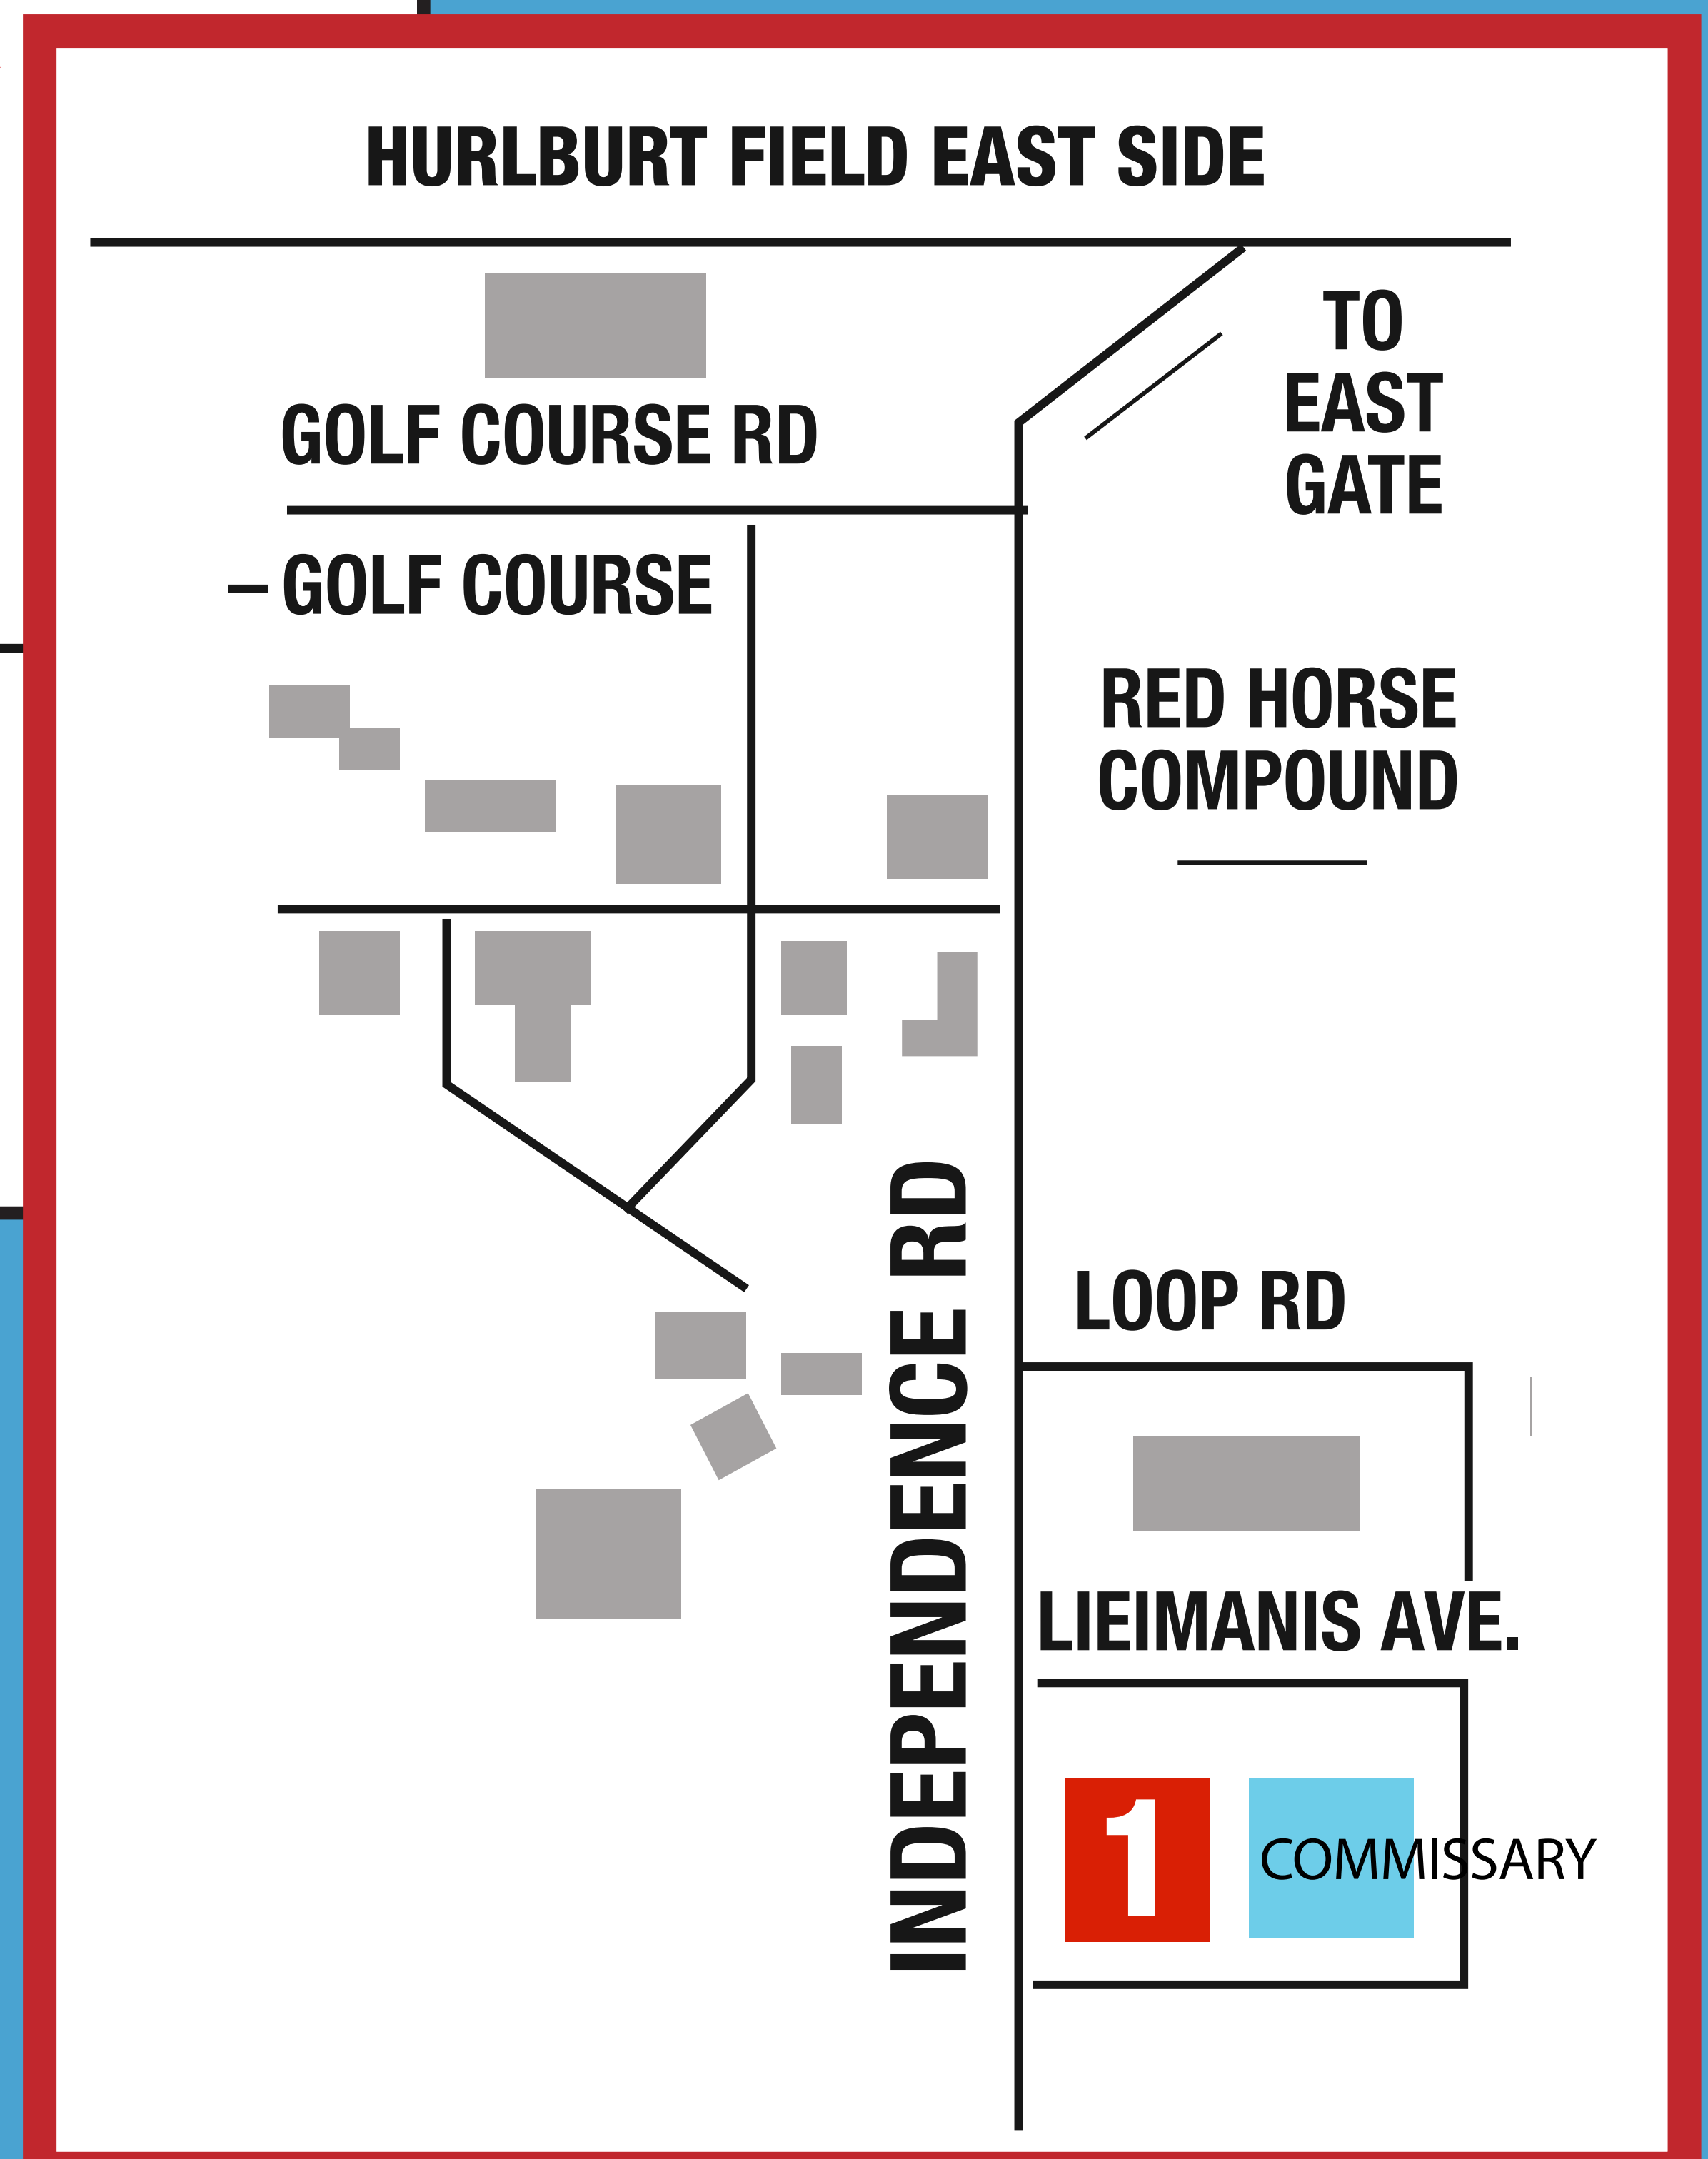 HURLBURT FIELD EAST SIDE
TO
EAST
GATE
GOLF COURSE RD
– GOLF COURSE
RED HORSE
COMPOUND
INDEPENDENCE RD
LOOP RD
LIEIMANIS AVE.
1
COMMISSARY